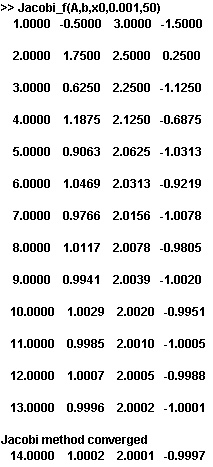 >> Jacobi_f(A,b,x0,0.001,50)
1.0000 -0.5000 3.0000 -1.5000
2.0000 1.7500 2.5000 0.2500
3.0000 0.6250 2.2500 -1.1250
4.0000 1.1875 2.1250 -0.6875
5.0000 0.9063 2.0625 -1.0313
6.0000 1.0469 2.0313 -0.9219
7.0000 0.9766 2.0156 -1.0078
8.0000 1.0117 2.0078 -0.9805
9.0000 0.9941 2.0039 -1.0020
10.0000 1.0029 2.0020 -0.9951
11.0000 0.9985 2.0010 -1.0005
12.0000 1.0007 2.0005 -0.9988
13.0000 0.9996 2.0002 -1.0001
Jacobi method converged
14.0000 1.0002 2.0001 -0.9997